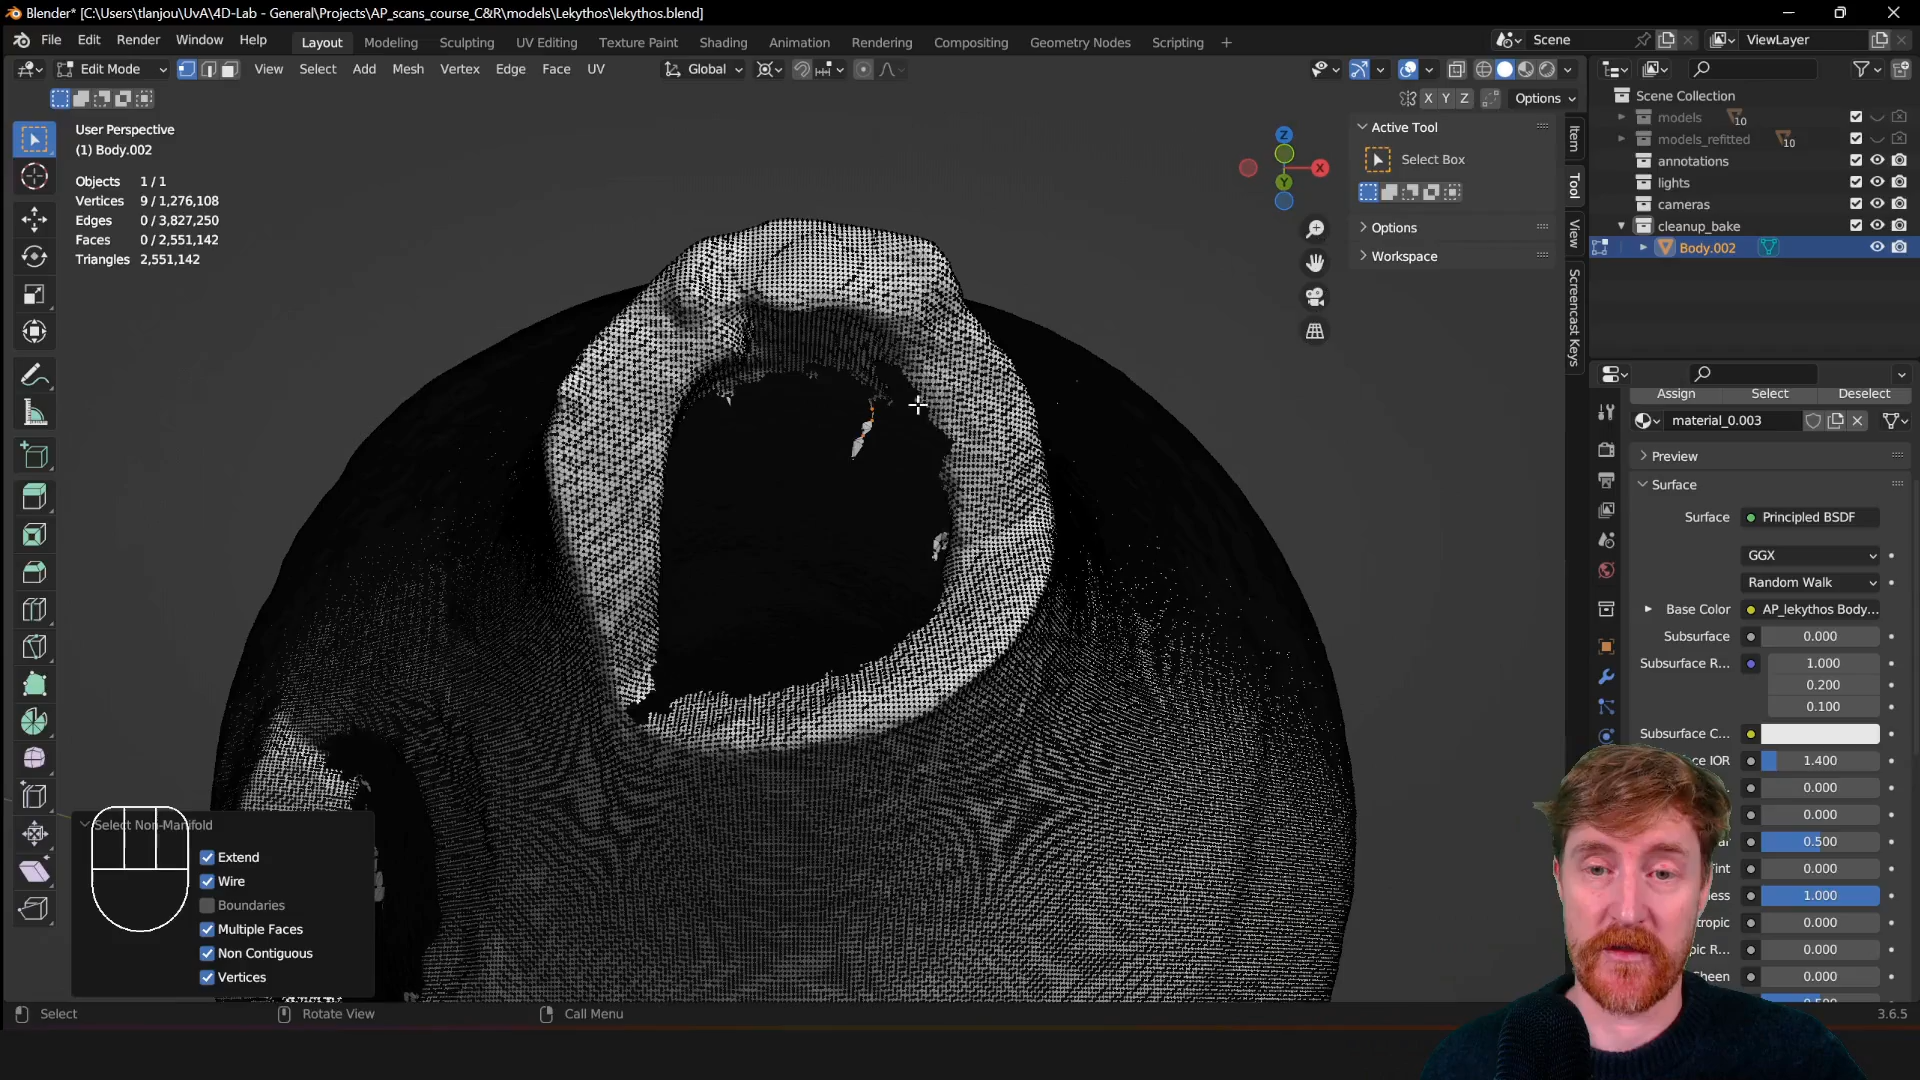 Blender* [C:\Users\tlanjou\UvA\4D-Lab - General\Projects\AP_scans_course_C&R\models\Lekythos\lekythos.blend]
File Edit Render Window Help
Layout Modeling Sculpting UV Editing Texture Paint Shading Animation Rendering Compositing Geometry Nodes Scripting +
Scene
ViewLayer
Edit Mode
View Select Add Mesh Vertex Edge Face UV
Global
X Y Z
Options
User Perspective
(1) Body.002
Objects 1 / 1
Vertices 9 / 1,276,108
Edges 0 / 3,827,250
Faces 0 / 2,551,142
Triangles 2,551,142
Z
X
Y
Active Tool
Select Box
Options
Workspace
Item
Tool
View
Screencast Keys
Scene Collection
models 10
models_refitted 10
annotations
lights
cameras
cleanup_bake
Body.002
Assign Select Deselect
material_0.003
Preview
Surface
Surface Principled BSDF
GGX
Random Walk
Base Color AP_lekythos Body...
Subsurface 0.000
Subsurface R... 1.000
0.200
0.100
Subsurface C...
IOR 1.400
0.000
0.000
0.500
0.000
1.000
0.000
0.000
0.000
Select Non-Manifold
Extend
Wire
Boundaries
Multiple Faces
Non Contiguous
Vertices
Select
Rotate View
Call Menu
3.6.5